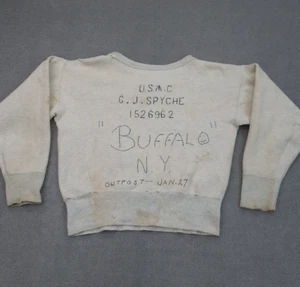 U.S.M.C
C. J. SPYCHE
1526962
"BUFFALO"
N.Y.
OUTPOST — JAN. 27